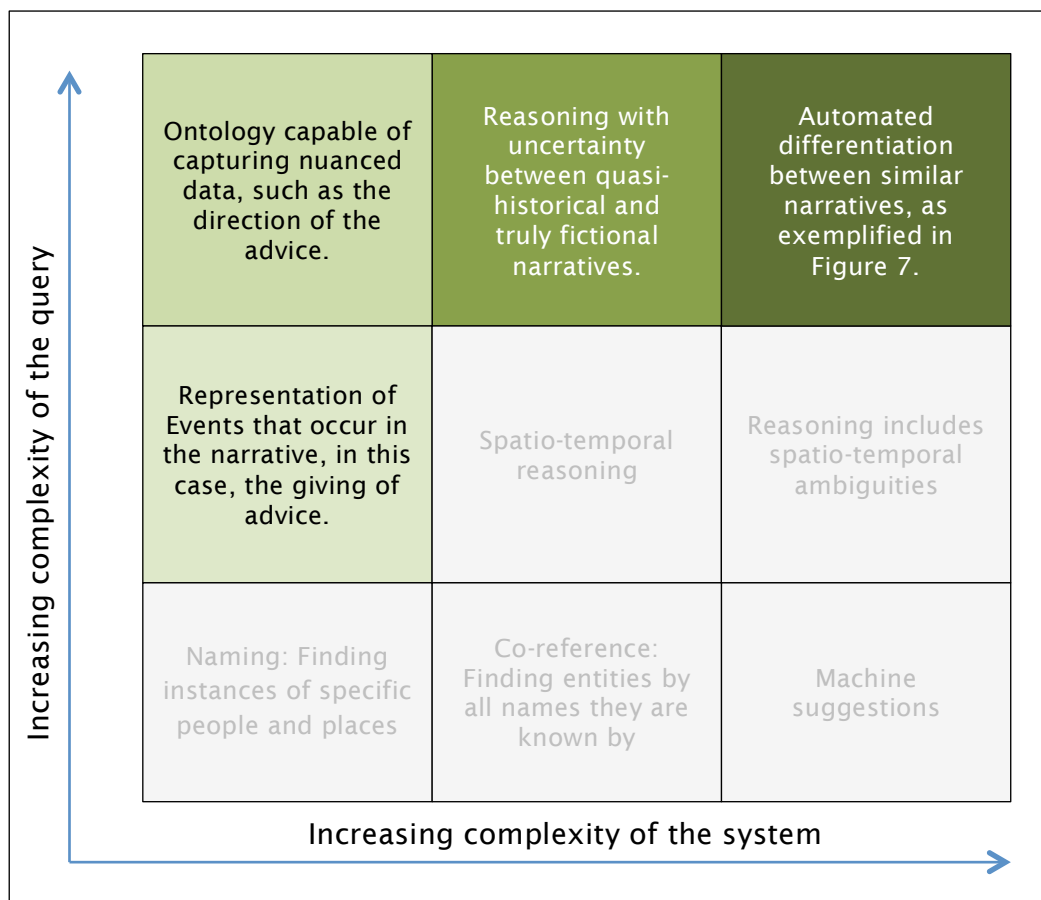 Increasing complexity of the query
Ontology capable of
capturing nuanced
data, such as the
direction of the
advice.
Reasoning with
uncertainty
between quasi-
historical and
truly fictional
narratives.
Automated
differentiation
between similar
narratives, as
exemplified in
Figure 7.
Representation of
Events that occur in
the narrative, in this
case, the giving of
advice.
Spatio-temporal
reasoning
Reasoning includes
spatio-temporal
ambiguities
Naming: Finding
instances of specific
people and places
Co-reference:
Finding entities by
all names they are
known by
Machine
suggestions
Increasing complexity of the system